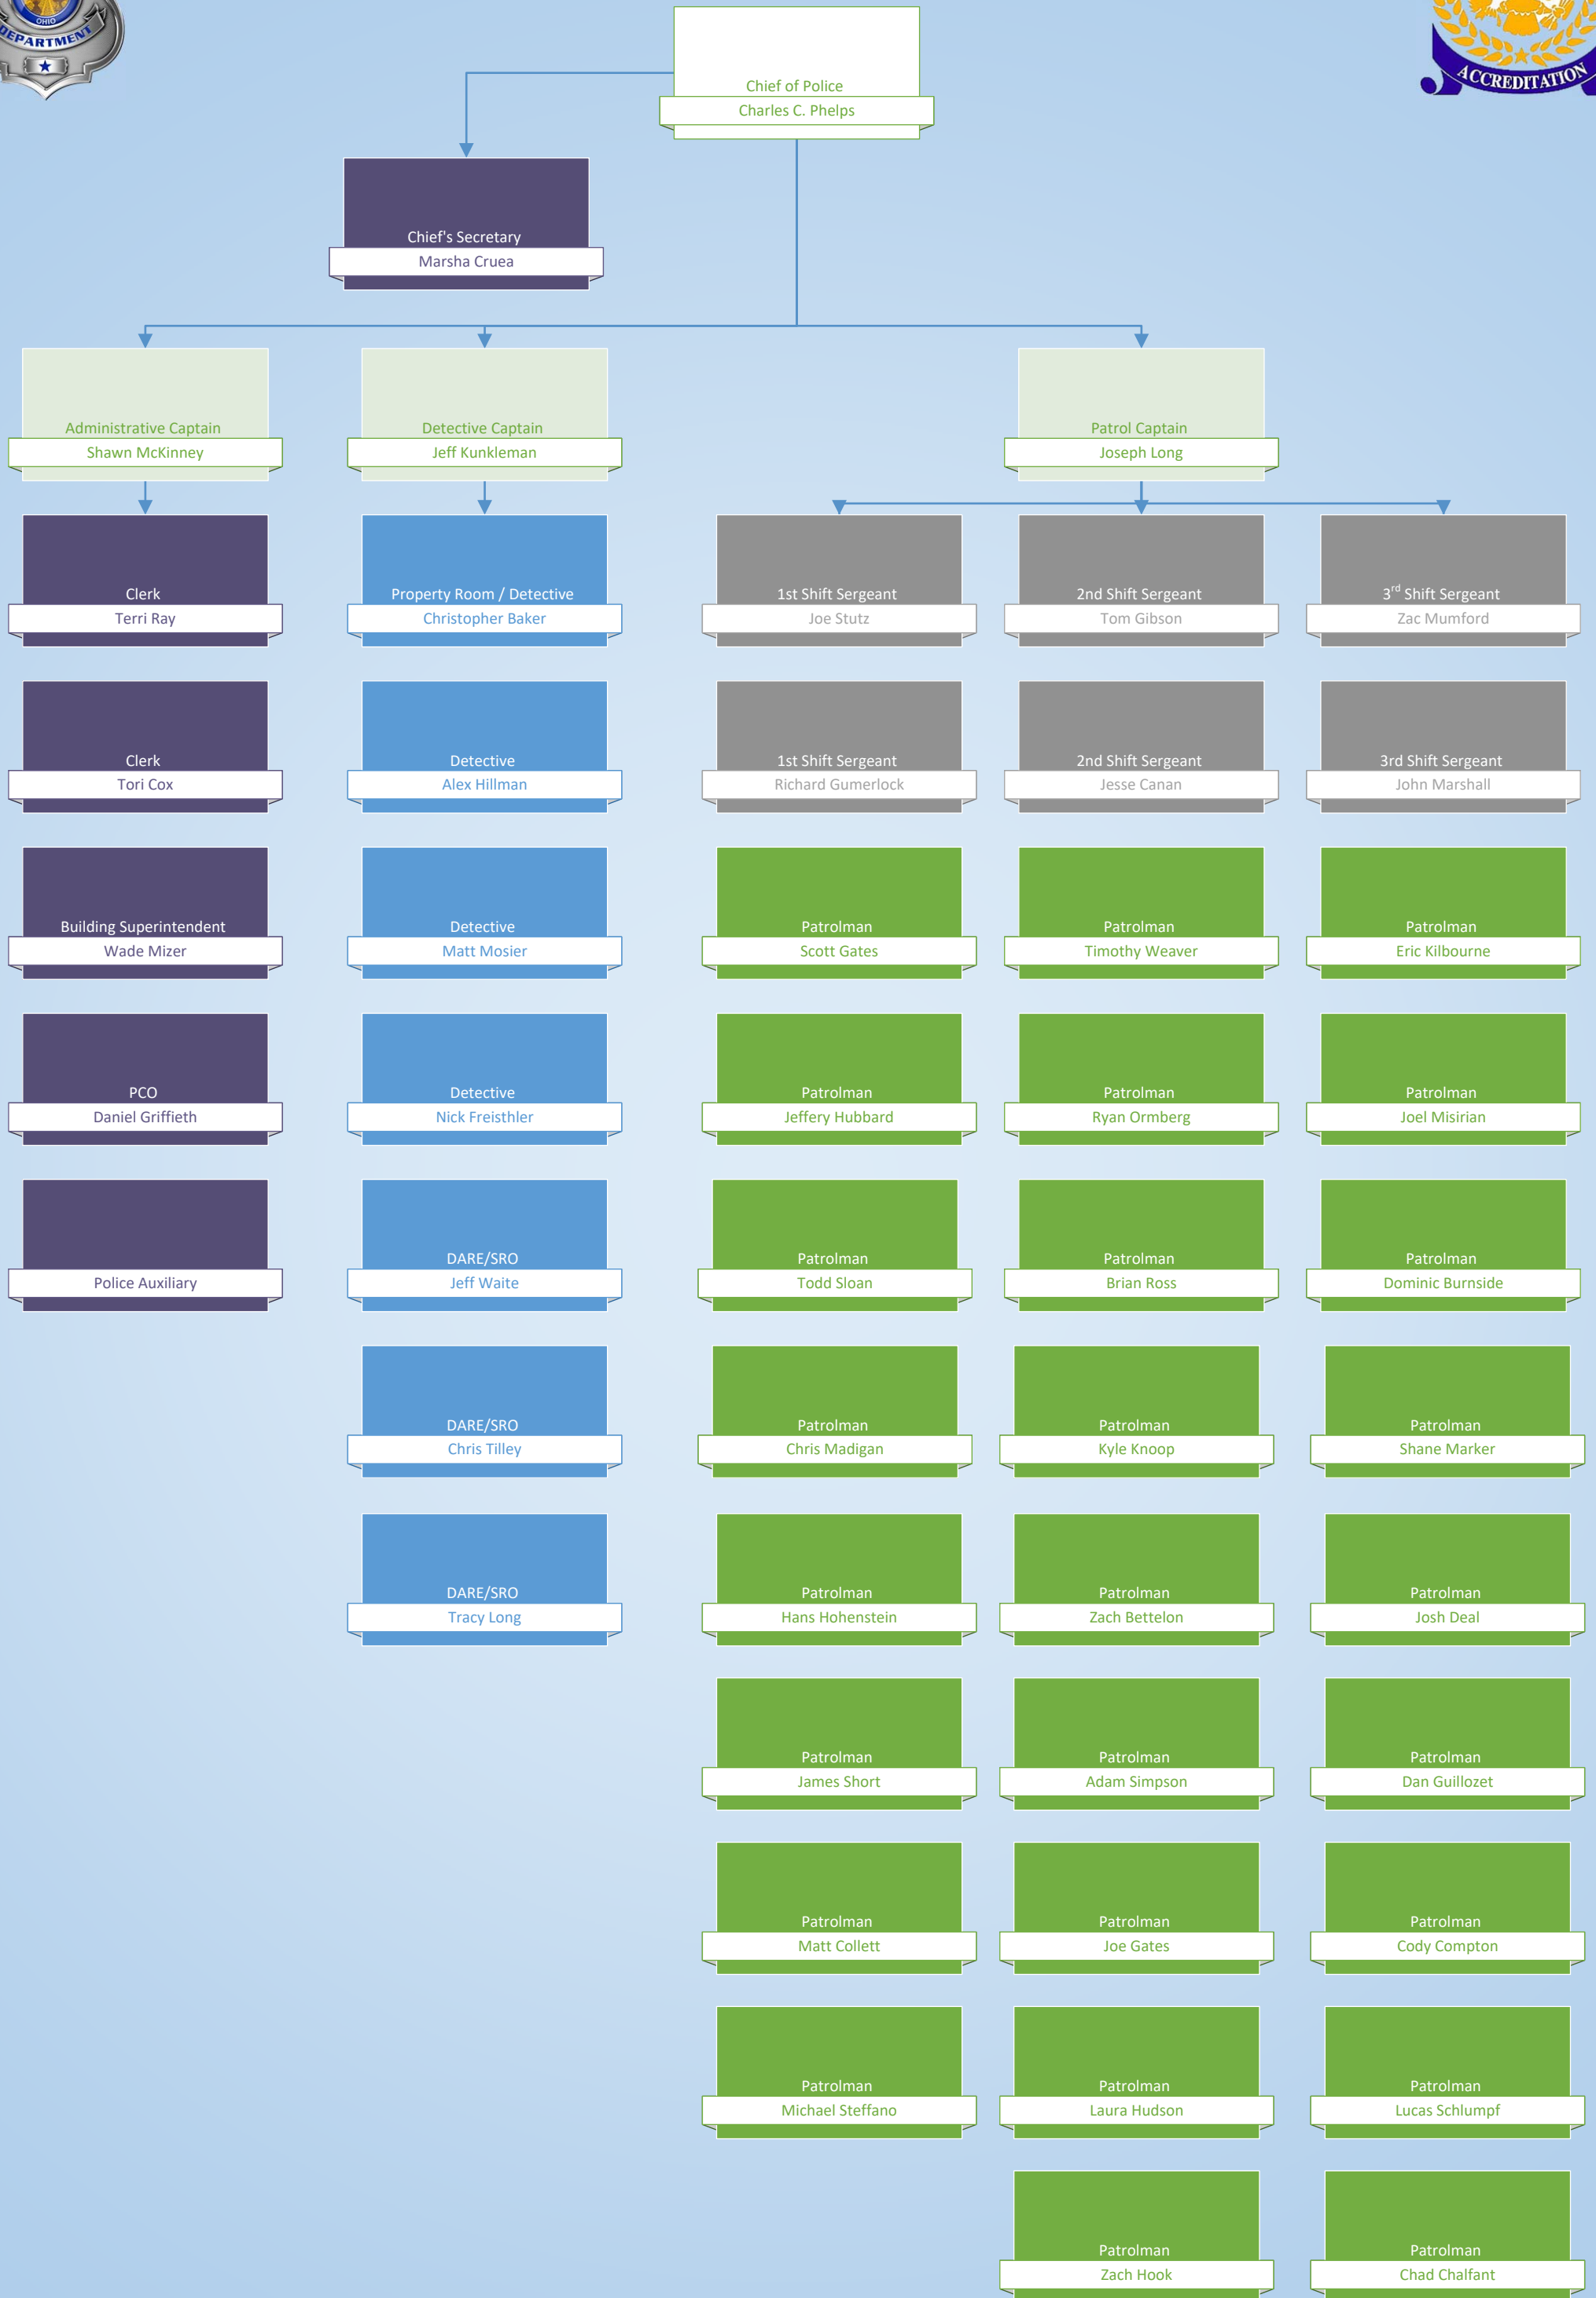 OHIO
DEPARTMENT
ACCREDITATION
Chief of Police
Charles C. Phelps
Chief's Secretary
Marsha Cruea
Administrative Captain
Shawn McKinney
Detective Captain
Jeff Kunkleman
Patrol Captain
Joseph Long
Clerk
Terri Ray
Property Room / Detective
Christopher Baker
1st Shift Sergeant
Joe Stutz
2nd Shift Sergeant
Tom Gibson
3rd Shift Sergeant
Zac Mumford
Clerk
Tori Cox
Detective
Alex Hillman
1st Shift Sergeant
Richard Gumerlock
2nd Shift Sergeant
Jesse Canan
3rd Shift Sergeant
John Marshall
Building Superintendent
Wade Mizer
Detective
Matt Mosier
Patrolman
Scott Gates
Patrolman
Timothy Weaver
Patrolman
Eric Kilbourne
PCO
Daniel Griffieth
Detective
Nick Freisthler
Patrolman
Jeffery Hubbard
Patrolman
Ryan Ormberg
Patrolman
Joel Misirian
Police Auxiliary
DARE/SRO
Jeff Waite
Patrolman
Todd Sloan
Patrolman
Brian Ross
Patrolman
Dominic Burnside
DARE/SRO
Chris Tilley
Patrolman
Chris Madigan
Patrolman
Kyle Knoop
Patrolman
Shane Marker
DARE/SRO
Tracy Long
Patrolman
Hans Hohenstein
Patrolman
Zach Bettelon
Patrolman
Josh Deal
Patrolman
James Short
Patrolman
Adam Simpson
Patrolman
Dan Guillozet
Patrolman
Matt Collett
Patrolman
Joe Gates
Patrolman
Cody Compton
Patrolman
Michael Steffano
Patrolman
Laura Hudson
Patrolman
Lucas Schlumpf
Patrolman
Zach Hook
Patrolman
Chad Chalfant